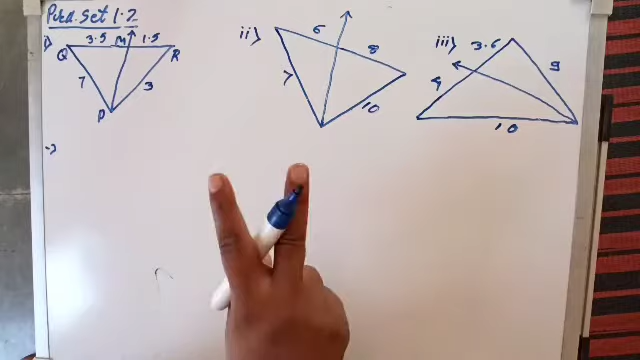 Prac. Set 1.2
i) 3.5 M 1.5
Q R
7 3
P
→
ii) 6 8
7 10
iii) 3.6
4 9
10